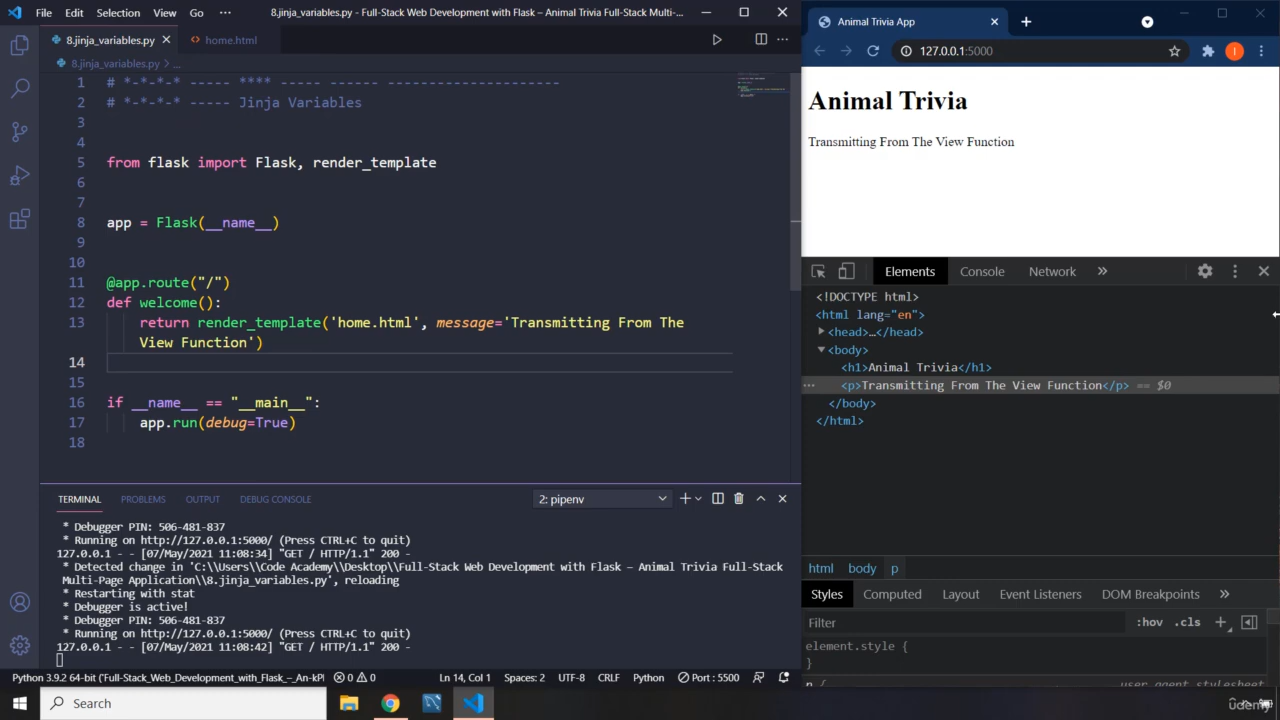 File Edit Selection View Go ··· 8.jinja_variables.py - Full-Stack Web Development with Flask – Animal Trivia Full-Stack Multi-...
8.jinja_variables.py home.html
8.jinja_variables.py > ...
1 # *-*-*-* ----- **** ----- ------ ---------------------
2 # *-*-*-* ----- Jinja Variables
3
4
5 from flask import Flask, render_template
6
7
8 app = Flask(__name__)
9
10
11 @app.route("/")
12 def welcome():
13 return render_template('home.html', message='Transmitting From The
View Function')
14
15
16 if __name__ == "__main__":
17 app.run(debug=True)
18
TERMINAL PROBLEMS OUTPUT DEBUG CONSOLE 2: pipenv
* Debugger PIN: 506-481-837
* Running on http://127.0.0.1:5000/ (Press CTRL+C to quit)
127.0.0.1 - - [07/May/2021 11:08:34] "GET / HTTP/1.1" 200 -
* Detected change in 'C:\\Users\\Code Academy\\Desktop\\Full-Stack Web Development with Flask – Animal Trivia Full-Stack
Multi-Page Application\\8.jinja_variables.py', reloading
* Restarting with stat
* Debugger is active!
* Debugger PIN: 506-481-837
* Running on http://127.0.0.1:5000/ (Press CTRL+C to quit)
127.0.0.1 - - [07/May/2021 11:08:42] "GET / HTTP/1.1" 200 -
Python 3.9.2 64-bit ('Full-Stack_Web_Development_with_Flask_–_An-kPl 0 0 Ln 14, Col 1 Spaces: 2 UTF-8 CRLF Python Port : 5500
Animal Trivia App
127.0.0.1:5000
I
Animal Trivia
Transmitting From The View Function
Elements Console Network »
<!DOCTYPE html>
<html lang="en">
<head>…</head>
<body>
<h1>Animal Trivia</h1>
··· <p>Transmitting From The View Function</p> == $0
</body>
</html>
html body p
Styles Computed Layout Event Listeners DOM Breakpoints »
Filter :hov .cls +
element.style {
}
p { user agent stylesheet
Search
udemy